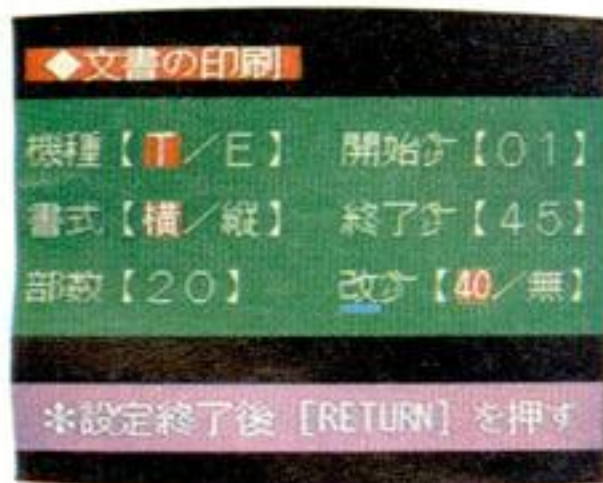 ◆文書の印刷
機種【T／E】 開始㌻【01】
書式【横／縦】 終了㌻【45】
部数【20】 改㌻【40／無】
*設定終了後 [RETURN] を押す